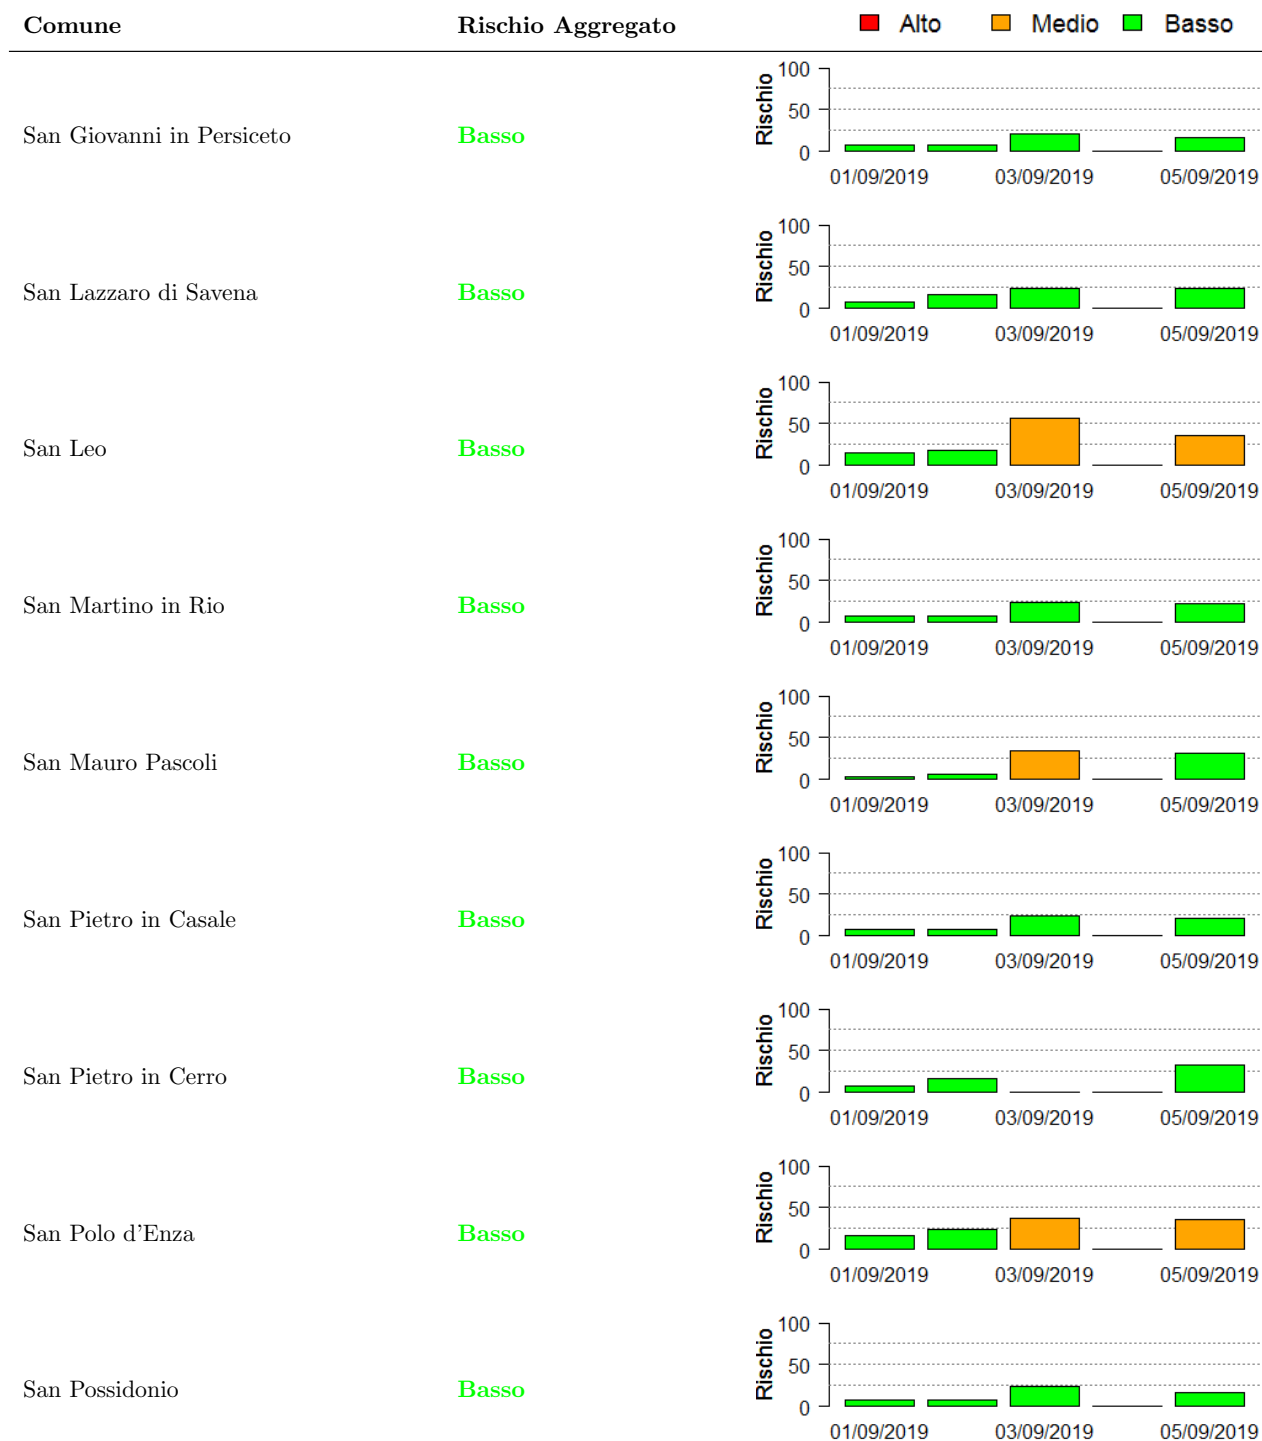 Comune Rischio Aggregato Alto Medio Basso
100
50
0
Rischio
San Giovanni in Persiceto Basso
01/09/2019 03/09/2019 05/09/2019
100
50
0
Rischio
San Lazzaro di Savena Basso
01/09/2019 03/09/2019 05/09/2019
100
50
0
Rischio
San Leo Basso
01/09/2019 03/09/2019 05/09/2019
100
50
0
Rischio
San Martino in Rio Basso
01/09/2019 03/09/2019 05/09/2019
100
50
0
Rischio
San Mauro Pascoli Basso
01/09/2019 03/09/2019 05/09/2019
100
50
0
Rischio
San Pietro in Casale Basso
01/09/2019 03/09/2019 05/09/2019
100
50
0
Rischio
San Pietro in Cerro Basso
01/09/2019 03/09/2019 05/09/2019
100
50
0
Rischio
San Polo d'Enza Basso
01/09/2019 03/09/2019 05/09/2019
100
50
0
Rischio
San Possidonio Basso
01/09/2019 03/09/2019 05/09/2019